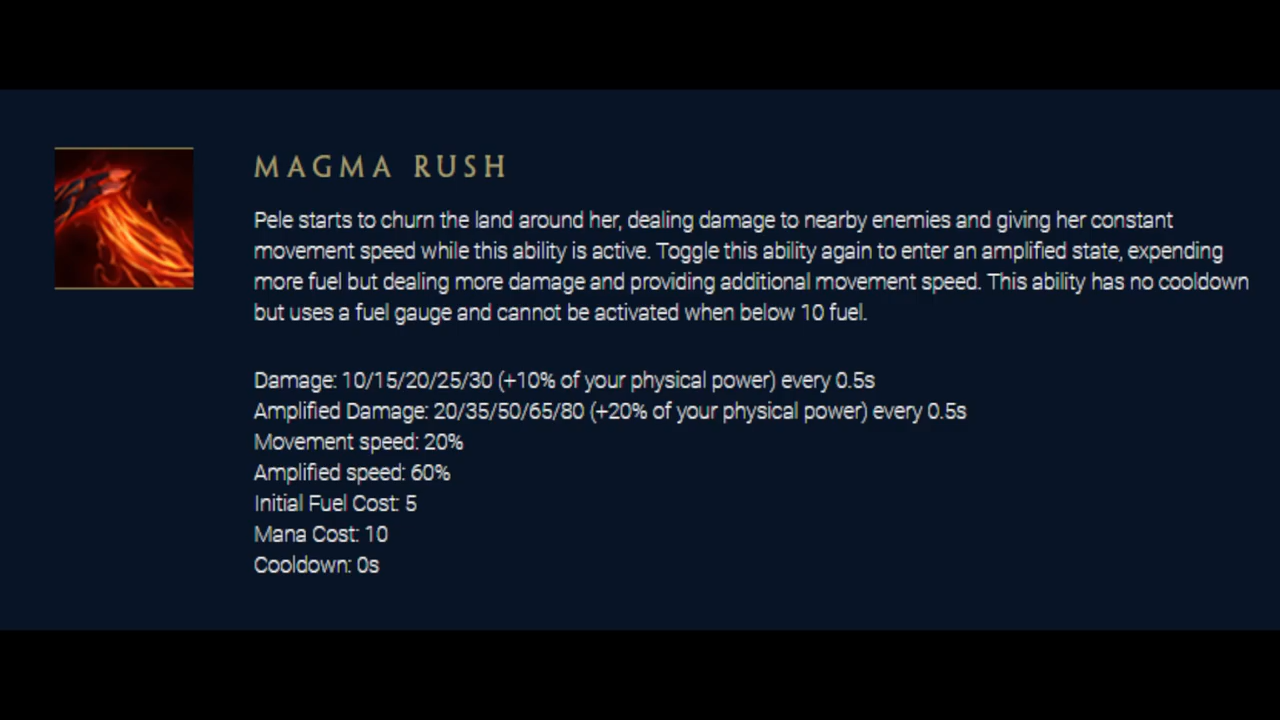 MAGMA RUSH
Pele starts to churn the land around her, dealing damage to nearby enemies and giving her constant
movement speed while this ability is active. Toggle this ability again to enter an amplified state, expending
more fuel but dealing more damage and providing additional movement speed. This ability has no cooldown
but uses a fuel gauge and cannot be activated when below 10 fuel.
Damage: 10/15/20/25/30 (+10% of your physical power) every 0.5s
Amplified Damage: 20/35/50/65/80 (+20% of your physical power) every 0.5s
Movement speed: 20%
Amplified speed: 60%
Initial Fuel Cost: 5
Mana Cost: 10
Cooldown: 0s